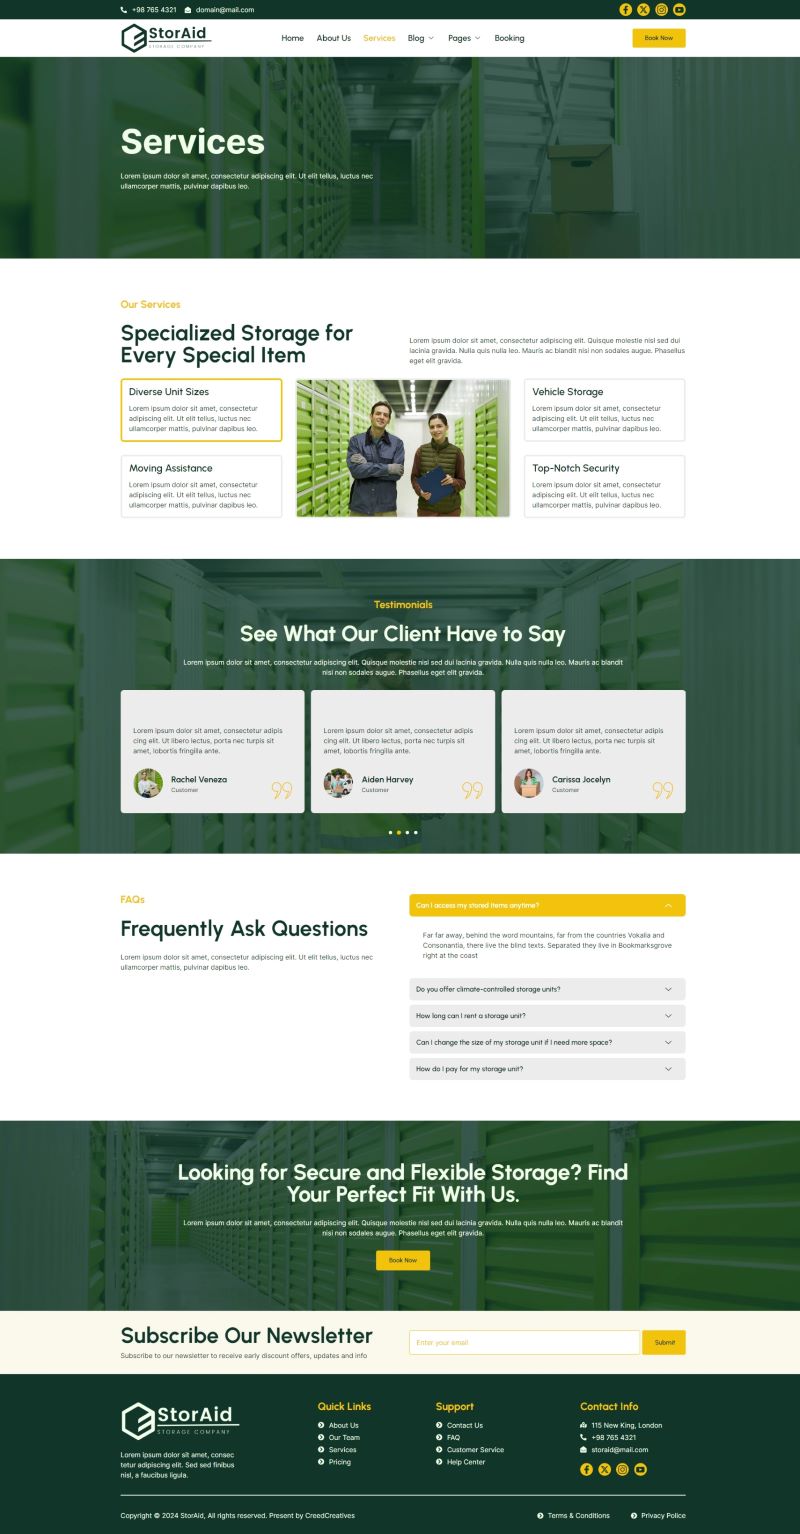 +98 765 4321 domain@mail.com
StorAid
STORAGE COMPANY
Home About Us Services Blog Pages Booking
Book Now
Services
Lorem ipsum dolor sit amet, consectetur adipiscing elit. Ut elit tellus, luctus nec
ullamcorper mattis, pulvinar dapibus leo.
Our Services
Specialized Storage for
Every Special Item
Lorem ipsum dolor sit amet, consectetur adipiscing elit. Quisque molestie nisl sed dui
lacinia gravida. Nulla quis nulla leo. Mauris ac blandit nisi non sodales augue. Phasellus
eget elit gravida.
Diverse Unit Sizes
Lorem ipsum dolor sit amet, consectetur
adipiscing elit. Ut elit tellus, luctus nec
ullamcorper mattis, pulvinar dapibus leo.
Moving Assistance
Lorem ipsum dolor sit amet, consectetur
adipiscing elit. Ut elit tellus, luctus nec
ullamcorper mattis, pulvinar dapibus leo.
Vehicle Storage
Lorem ipsum dolor sit amet, consectetur
adipiscing elit. Ut elit tellus, luctus nec
ullamcorper mattis, pulvinar dapibus leo.
Top-Notch Security
Lorem ipsum dolor sit amet, consectetur
adipiscing elit. Ut elit tellus, luctus nec
ullamcorper mattis, pulvinar dapibus leo.
Testimonials
See What Our Client Have to Say
Lorem ipsum dolor sit amet, consectetur adipiscing elit. Quisque molestie nisl sed dui lacinia gravida. Nulla quis nulla leo. Mauris ac blandit
nisi non sodales augue. Phasellus eget elit gravida.
Lorem ipsum dolor sit amet, consectetur adipis
cing elit. Ut libero lectus, porta nec turpis sit
amet, lobortis fringilla ante.
Rachel Veneza
Customer
Lorem ipsum dolor sit amet, consectetur adipis
cing elit. Ut libero lectus, porta nec turpis sit
amet, lobortis fringilla ante.
Aiden Harvey
Customer
Lorem ipsum dolor sit amet, consectetur adipis
cing elit. Ut libero lectus, porta nec turpis sit
amet, lobortis fringilla ante.
Carissa Jocelyn
Customer
FAQs
Frequently Ask Questions
Lorem ipsum dolor sit amet, consectetur adipiscing elit. Ut elit tellus, luctus nec
ullamcorper mattis, pulvinar dapibus leo.
Can I access my stored items anytime?
Far far away, behind the word mountains, far from the countries Vokalia and
Consonantia, there live the blind texts. Separated they live in Bookmarksgrove
right at the coast
Do you offer climate-controlled storage units?
How long can I rent a storage unit?
Can I change the size of my storage unit if I need more space?
How do I pay for my storage unit?
Looking for Secure and Flexible Storage? Find
Your Perfect Fit With Us.
Lorem ipsum dolor sit amet, consectetur adipiscing elit. Quisque molestie nisl sed dui lacinia gravida. Nulla quis nulla leo. Mauris ac blandit
nisi non sodales augue. Phasellus eget elit gravida.
Book Now
Subscribe Our Newsletter
Subscribe to our newsletter to receive early discount offers, updates and info
Enter your email
Submit
StorAid
STORAGE COMPANY
Lorem ipsum dolor sit amet, consec
tetur adipiscing elit. Sed sed finibus
nisl, a faucibus ligula.
Quick Links
About Us
Our Team
Services
Pricing
Support
Contact Us
FAQ
Customer Service
Help Center
Contact Info
115 New King, London
+98 765 4321
storaid@mail.com
Copyright © 2024 StorAid, All rights reserved. Present by CreedCreatives
Terms & Conditions
Privacy Police